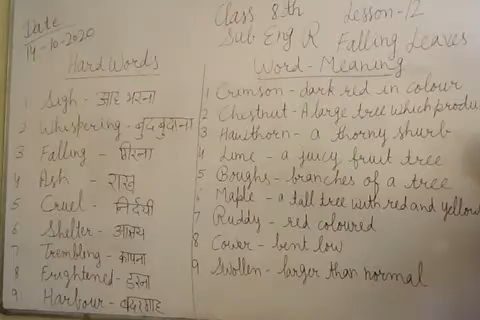 Date
14-10-2020
Class 8th Lesson-12
Sub Eng R Falling Leaves
Hard Words
1 Sigh - आह भरना
2 Whispering - बुदबुदाना
3 Falling - गिरना
4 Ash - राख
5 Cruel - निर्दयी
6 Shelter - आश्रय
7 Trembling - कांपना
8 Frightened - डरना
9 Harbour - बंदरगाह
Word-Meaning
1 Crimson - dark red in colour
2 Chestnut - A large tree which produ
3 Hawthorn - a thorny shurb
4 Lime - a juicy fruit tree
5 Boughs - branches of a tree
6 Maple - a tall tree with red and yellow
7 Ruddy - red coloured
8 Cower - bent low
9 Swollen - larger than normal